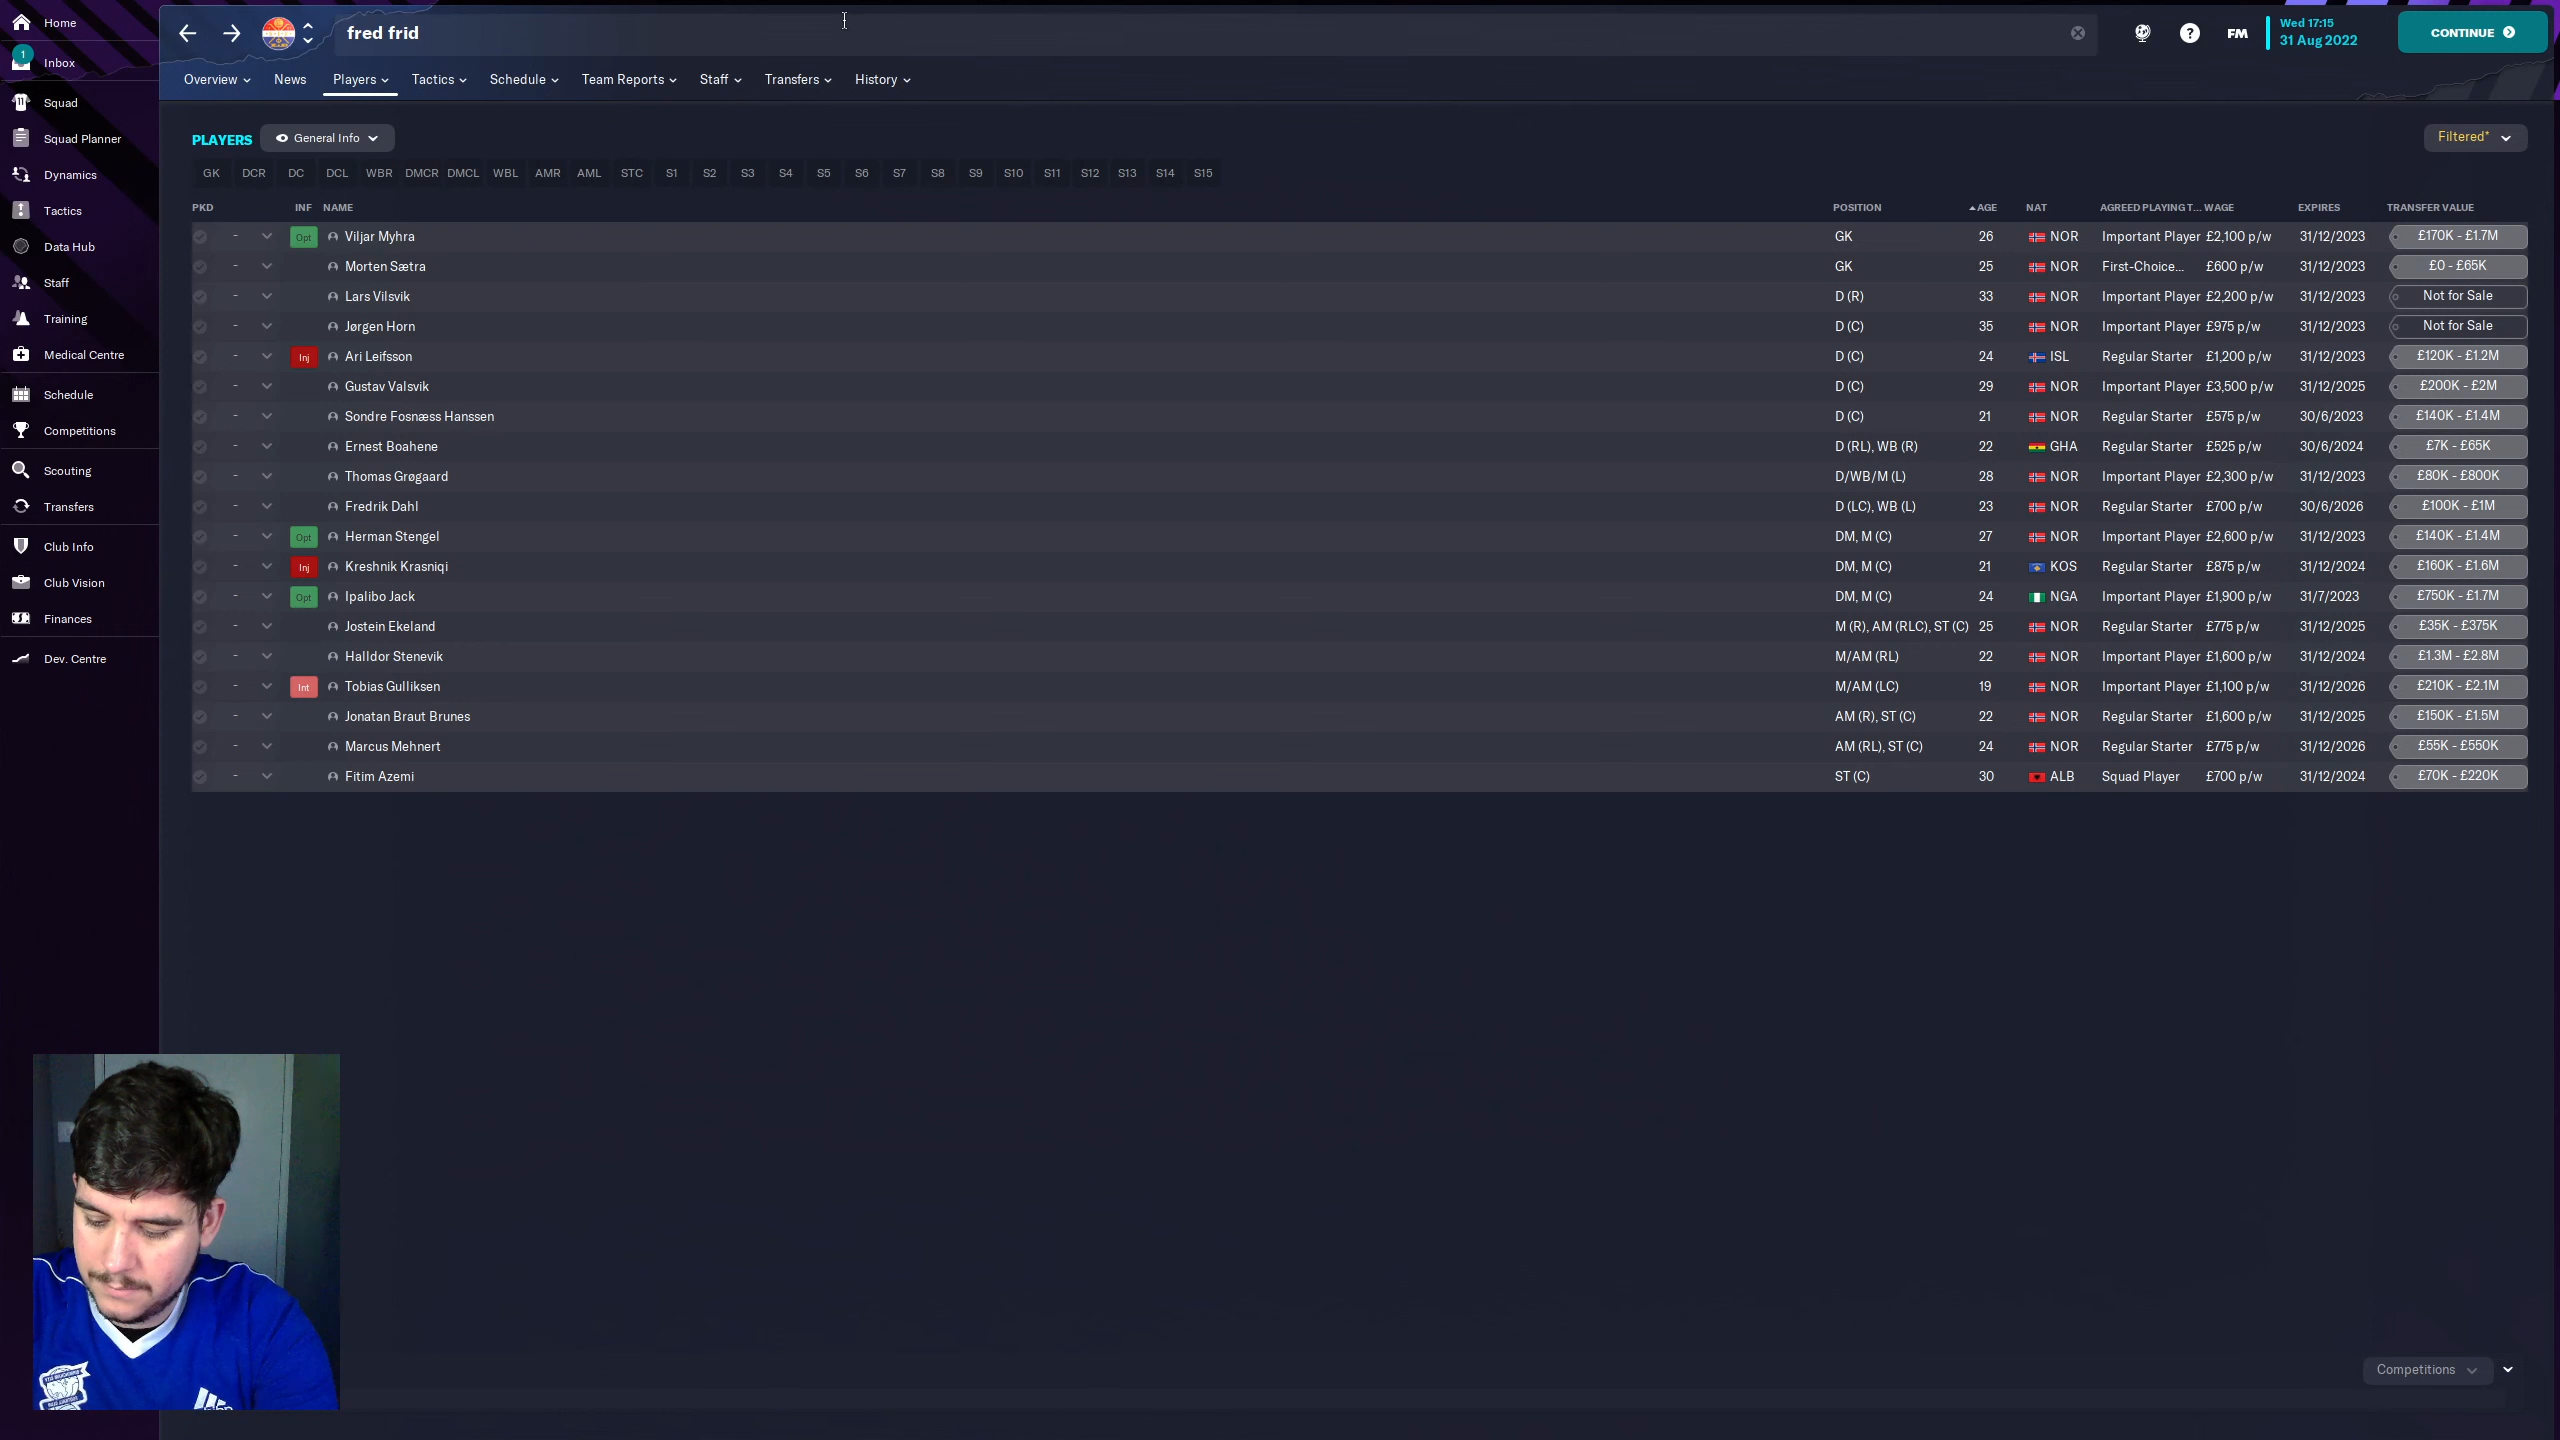 Home
1
Inbox
Squad
Squad Planner
Dynamics
Tactics
Data Hub
Staff
Training
Medical Centre
Schedule
Competitions
Scouting
Transfers
Club Info
Club Vision
Finances
Dev. Centre
fred frid
? FM Wed 17:15
31 Aug 2022
CONTINUE
Overview News Players Tactics Schedule Team Reports Staff Transfers History
PLAYERS General Info Filtered*
GK DCR DC DCL WBR DMCR DMCL WBL AMR AML STC S1 S2 S3 S4 S5 S6 S7 S8 S9 S10 S11 S12 S13 S14 S15
PKD INF NAME POSITION AGE NAT AGREED PLAYING T... WAGE EXPIRES TRANSFER VALUE
- Opt Viljar Myhra GK 26 NOR Important Player £2,100 p/w 31/12/2023 £170K - £1.7M
- Morten Sætra GK 25 NOR First-Choice... £600 p/w 31/12/2023 £0 - £65K
- Lars Vilsvik D (R) 33 NOR Important Player £2,200 p/w 31/12/2023 Not for Sale
- Jørgen Horn D (C) 35 NOR Important Player £975 p/w 31/12/2023 Not for Sale
- Inj Ari Leifsson D (C) 24 ISL Regular Starter £1,200 p/w 31/12/2023 £120K - £1.2M
- Gustav Valsvik D (C) 29 NOR Important Player £3,500 p/w 31/12/2025 £200K - £2M
- Sondre Fosnæss Hanssen D (C) 21 NOR Regular Starter £575 p/w 30/6/2023 £140K - £1.4M
- Ernest Boahene D (RL), WB (R) 22 GHA Regular Starter £525 p/w 30/6/2024 £7K - £65K
- Thomas Grøgaard D/WB/M (L) 28 NOR Important Player £2,300 p/w 31/12/2023 £80K - £800K
- Fredrik Dahl D (LC), WB (L) 23 NOR Regular Starter £700 p/w 30/6/2026 £100K - £1M
- Opt Herman Stengel DM, M (C) 27 NOR Important Player £2,600 p/w 31/12/2023 £140K - £1.4M
- Inj Kreshnik Krasniqi DM, M (C) 21 KOS Regular Starter £875 p/w 31/12/2024 £160K - £1.6M
- Opt Ipalibo Jack DM, M (C) 24 NGA Important Player £1,900 p/w 31/7/2023 £750K - £1.7M
- Jostein Ekeland M (R), AM (RLC), ST (C) 25 NOR Regular Starter £775 p/w 31/12/2025 £35K - £375K
- Halldor Stenevik M/AM (RL) 22 NOR Important Player £1,600 p/w 31/12/2024 £1.3M - £2.8M
- Int Tobias Gulliksen M/AM (LC) 19 NOR Important Player £1,100 p/w 31/12/2026 £210K - £2.1M
- Jonatan Braut Brunes AM (R), ST (C) 22 NOR Regular Starter £1,600 p/w 31/12/2025 £150K - £1.5M
- Marcus Mehnert AM (RL), ST (C) 24 NOR Regular Starter £775 p/w 31/12/2026 £55K - £550K
- Fitim Azemi ST (C) 30 ALB Squad Player £700 p/w 31/12/2024 £70K - £220K
Competitions